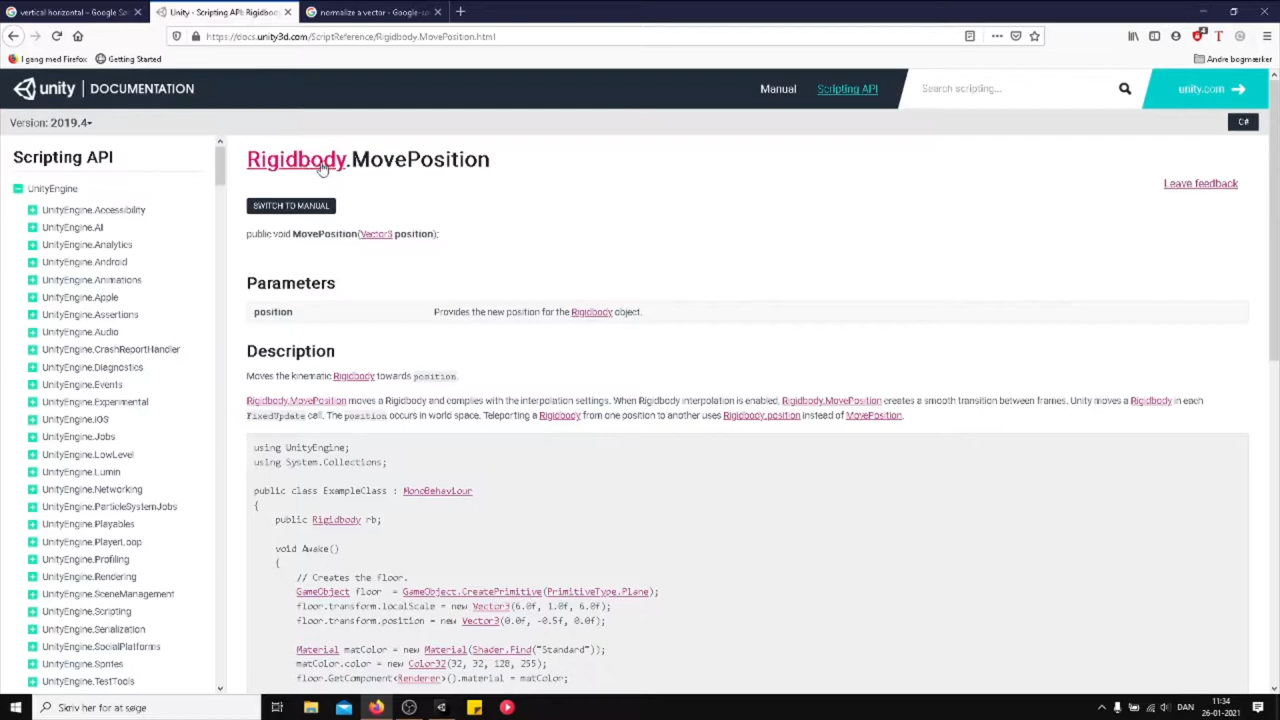 vertical horizontal – Google Se
Unity - Scripting API: Rigidbody.
normalize a vector - Google-s
https://docs.unity3d.com/ScriptReference/Rigidbody.MovePosition.html
I gang med Firefox
Getting Started
Andre bogmærker
unity | DOCUMENTATION
Manual
Scripting API
Search scripting...
unity.com
Version: 2019.4
C#
Scripting API
UnityEngine
UnityEngine.Accessibility
UnityEngine.AI
UnityEngine.Analytics
UnityEngine.Android
UnityEngine.Animations
UnityEngine.Apple
UnityEngine.Assertions
UnityEngine.Audio
UnityEngine.CrashReportHandler
UnityEngine.Diagnostics
UnityEngine.Events
UnityEngine.Experimental
UnityEngine.iOS
UnityEngine.Jobs
UnityEngine.LowLevel
UnityEngine.Lumin
UnityEngine.Networking
UnityEngine.ParticleSystemJobs
UnityEngine.Playables
UnityEngine.PlayerLoop
UnityEngine.Profiling
UnityEngine.Rendering
UnityEngine.SceneManagement
UnityEngine.Scripting
UnityEngine.Serialization
UnityEngine.SocialPlatforms
UnityEngine.Sprites
UnityEngine.TestTools
Rigidbody.MovePosition
Leave feedback
SWITCH TO MANUAL
public void MovePosition(Vector3 position);
Parameters
position Provides the new position for the Rigidbody object.
Description
Moves the kinematic Rigidbody towards position.
Rigidbody.MovePosition moves a Rigidbody and complies with the interpolation settings. When Rigidbody interpolation is enabled, Rigidbody.MovePosition creates a smooth transition between frames. Unity moves a Rigidbody in each
FixedUpdate call. The position occurs in world space. Teleporting a Rigidbody from one position to another uses Rigidbody.position instead of MovePosition.
using UnityEngine;
using System.Collections;
public class ExampleClass : MonoBehaviour
{
public Rigidbody rb;
void Awake()
{
// Creates the floor.
GameObject floor = GameObject.CreatePrimitive(PrimitiveType.Plane);
floor.transform.localScale = new Vector3(6.0f, 1.0f, 6.0f);
floor.transform.position = new Vector3(0.0f, -0.5f, 0.0f);
Material matColor = new Material(Shader.Find("Standard"));
matColor.color = new Color32(32, 32, 128, 255);
floor.GetComponent<Renderer>().material = matColor;
Skriv her for at søge
DAN
11:34
26-01-2021